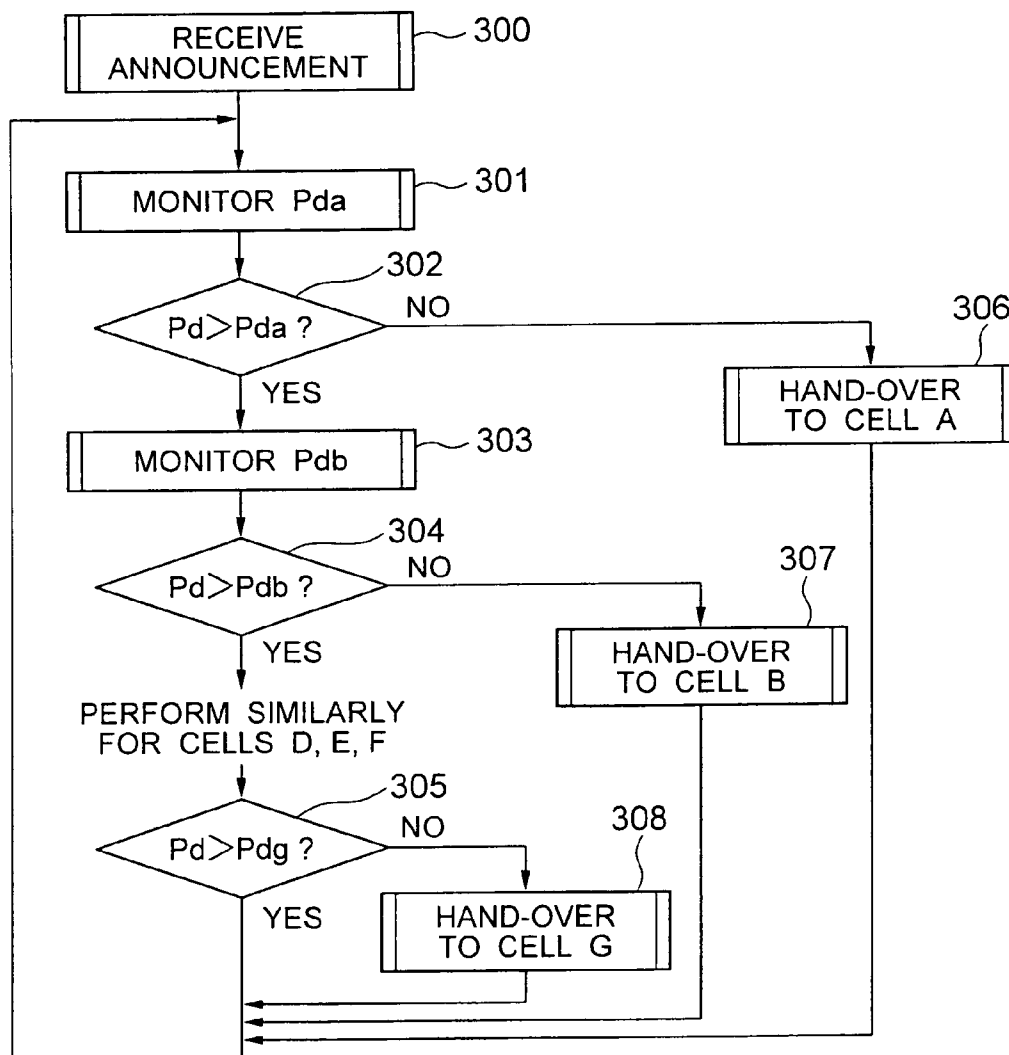 RECEIVE
ANNOUNCEMENT
300
MONITOR Pda
301
302
Pd>Pda ?
NO
YES
306
HAND-OVER
TO CELL A
MONITOR Pdb
303
304
Pd>Pdb ?
NO
YES
307
HAND-OVER
TO CELL B
PERFORM SIMILARLY
FOR CELLS D, E, F
305
Pd>Pdg ?
NO
YES
308
HAND-OVER
TO CELL G